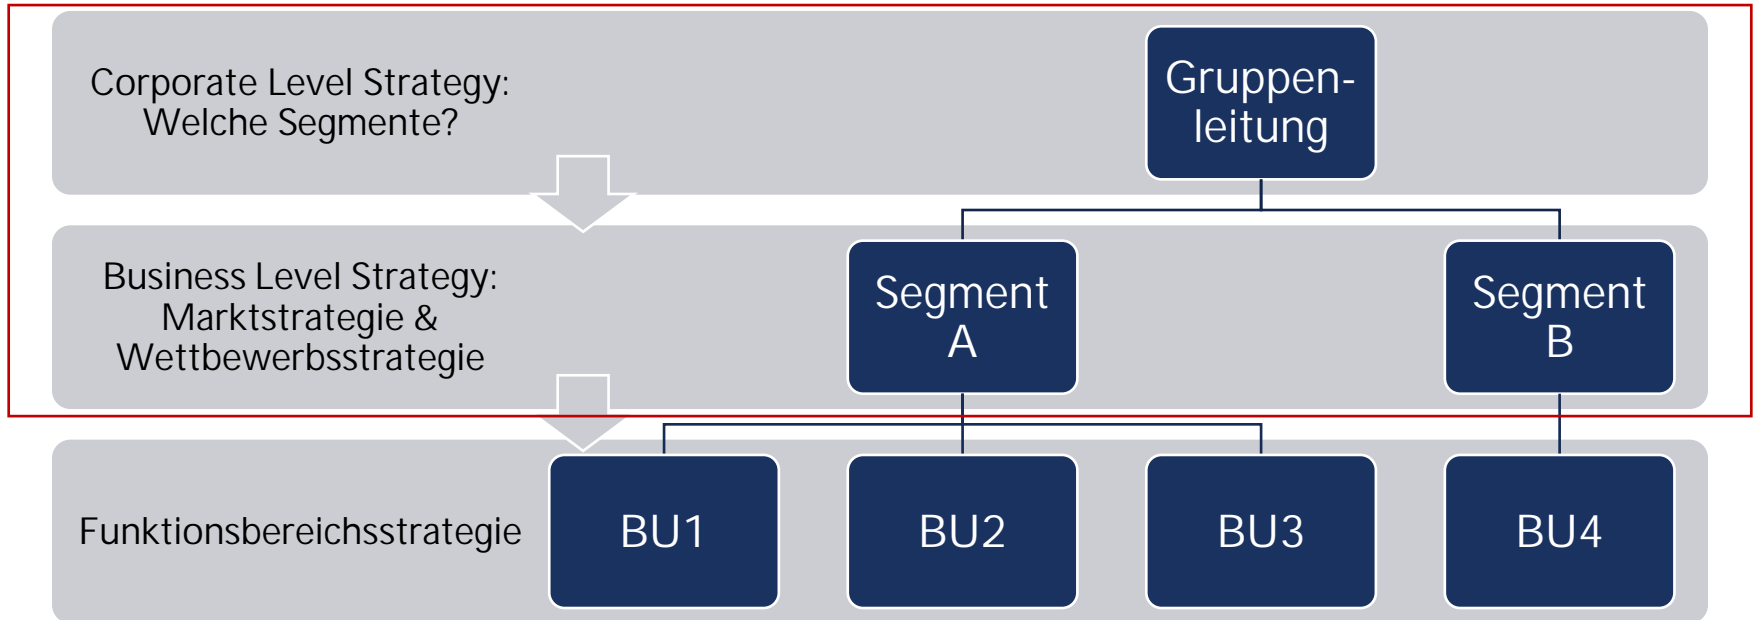 Corporate Level Strategy:
Welche Segmente?
Gruppen-
leitung
Business Level Strategy:
Marktstrategie &
Wettbewerbsstrategie
Segment
A
Segment
B
Funktionsbereichsstrategie
BU1
BU2
BU3
BU4